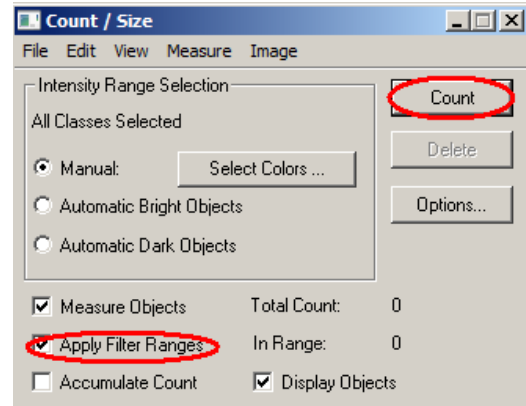 Count / Size
File Edit View Measure Image
Intensity Range Selection
Count
All Classes Selected
Delete
Manual: Select Colors ...
Automatic Bright Objects
Options...
Automatic Dark Objects
Measure Objects Total Count: 0
Apply Filter Ranges In Range: 0
Accumulate Count Display Objects